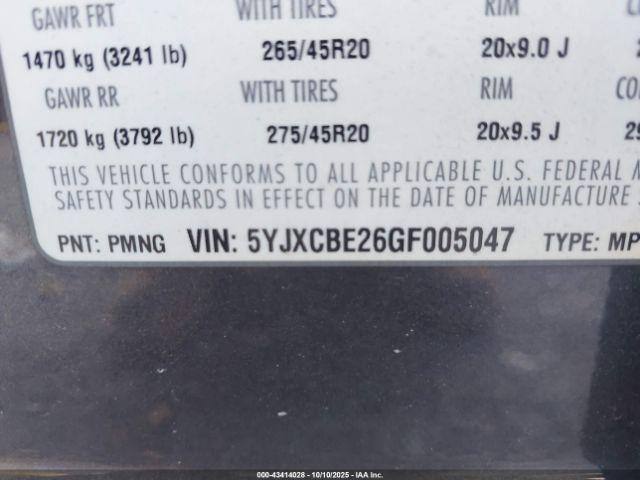 GAWR FRT WITH TIRES RIM
1470 kg (3241 lb) 265/45R20 20x9.0 J
GAWR RR WITH TIRES RIM
1720 kg (3792 lb) 275/45R20 20x9.5 J 29
THIS VEHICLE CONFORMS TO ALL APPLICABLE U.S. FEDERAL M
SAFETY STANDARDS IN EFFECT ON THE DATE OF MANUFACTURE
PNT: PMNG VIN: 5YJXCBE26GF005047 TYPE: MP
000-43414028 - 10/10/2025 - IAA Inc.